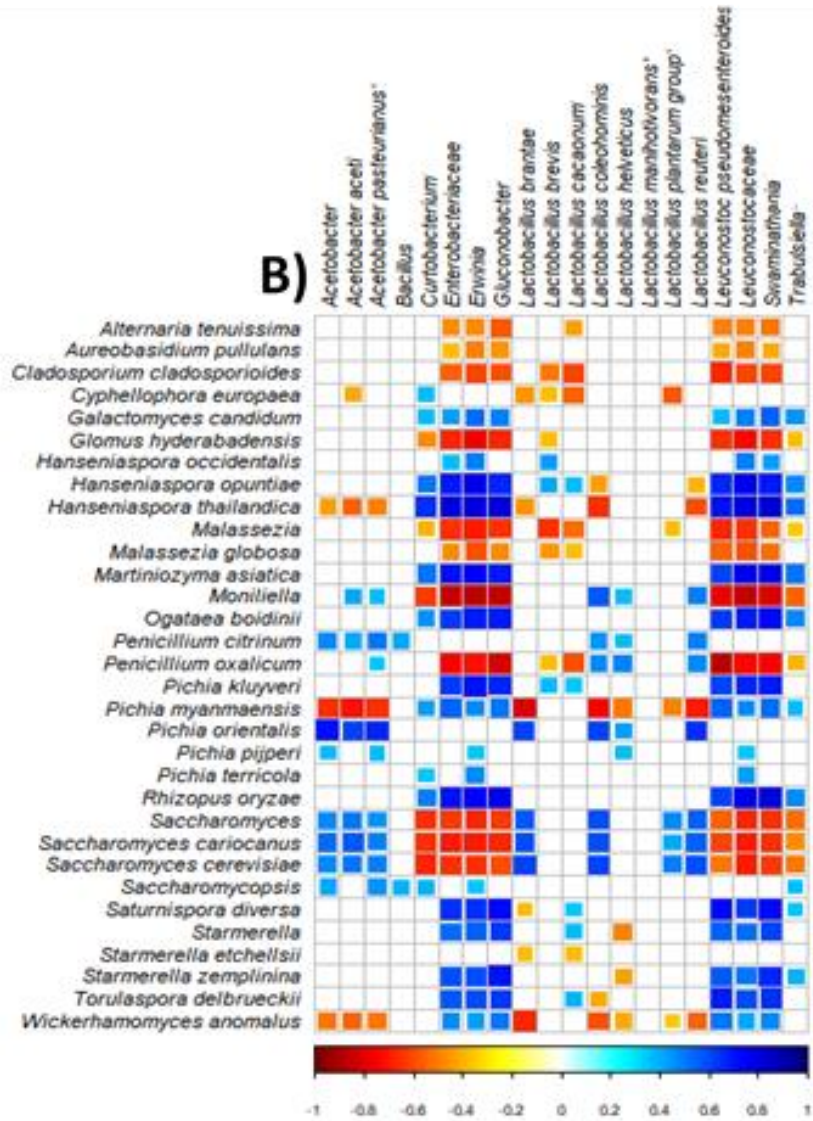 B)
Acetobacter
Acetobacter aceti
Acetobacter pasteurianus*
Bacillus
Curtobacterium
Enterobacteriaceae
Erwinia
Gluconobacter
Lactobacillus brantae
Lactobacillus brevis
Lactobacillus cacaonum
Lactobacillus coleohominis
Lactobacillus helveticus
Lactobacillus manihotivorans*
Lactobacillus plantarum group*
Lactobacillus reuteri
Leuconostoc pseudomesenteroides
Leuconostocaceae
Swaminathania
Trabulsiella
Alternaria tenuissima
Aureobasidium pullulans
Cladosporium cladosporioides
Cyphellophora europaea
Galactomyces candidum
Glomus hyderabadensis
Hanseniaspora occidentalis
Hanseniaspora opuntiae
Hanseniaspora thailandica
Malassezia
Malassezia globosa
Martiniozyma asiatica
Moniliella
Ogataea boidinii
Penicillium citrinum
Penicillium oxalicum
Pichia kluyveri
Pichia myanmaensis
Pichia orientalis
Pichia pijperi
Pichia terricola
Rhizopus oryzae
Saccharomyces
Saccharomyces cariocanus
Saccharomyces cerevisiae
Saccharomycopsis
Saturnispora diversa
Starmerella
Starmerella etchellsii
Starmerella zemplinina
Torulaspora delbrueckii
Wickerhamomyces anomalus
-1 -0.8 -0.6 -0.4 -0.2 0 0.2 0.4 0.6 0.8 1